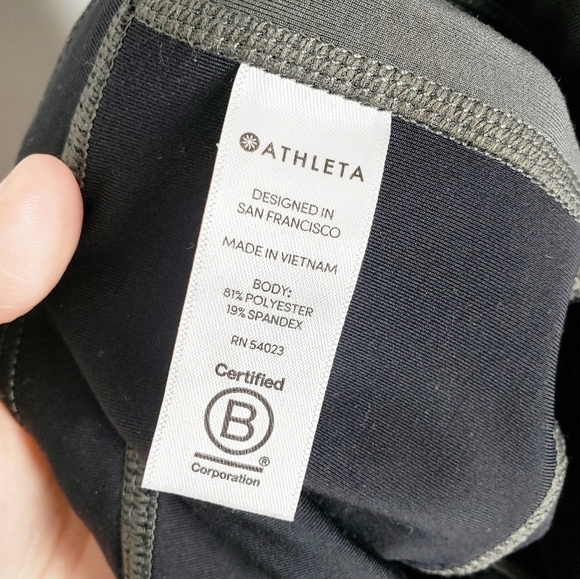 ATHLETA
DESIGNED IN
SAN FRANCISCO
MADE IN VIETNAM
BODY:
81% POLYESTER
19% SPANDEX
RN 54023
Certified
B
®
Corporation